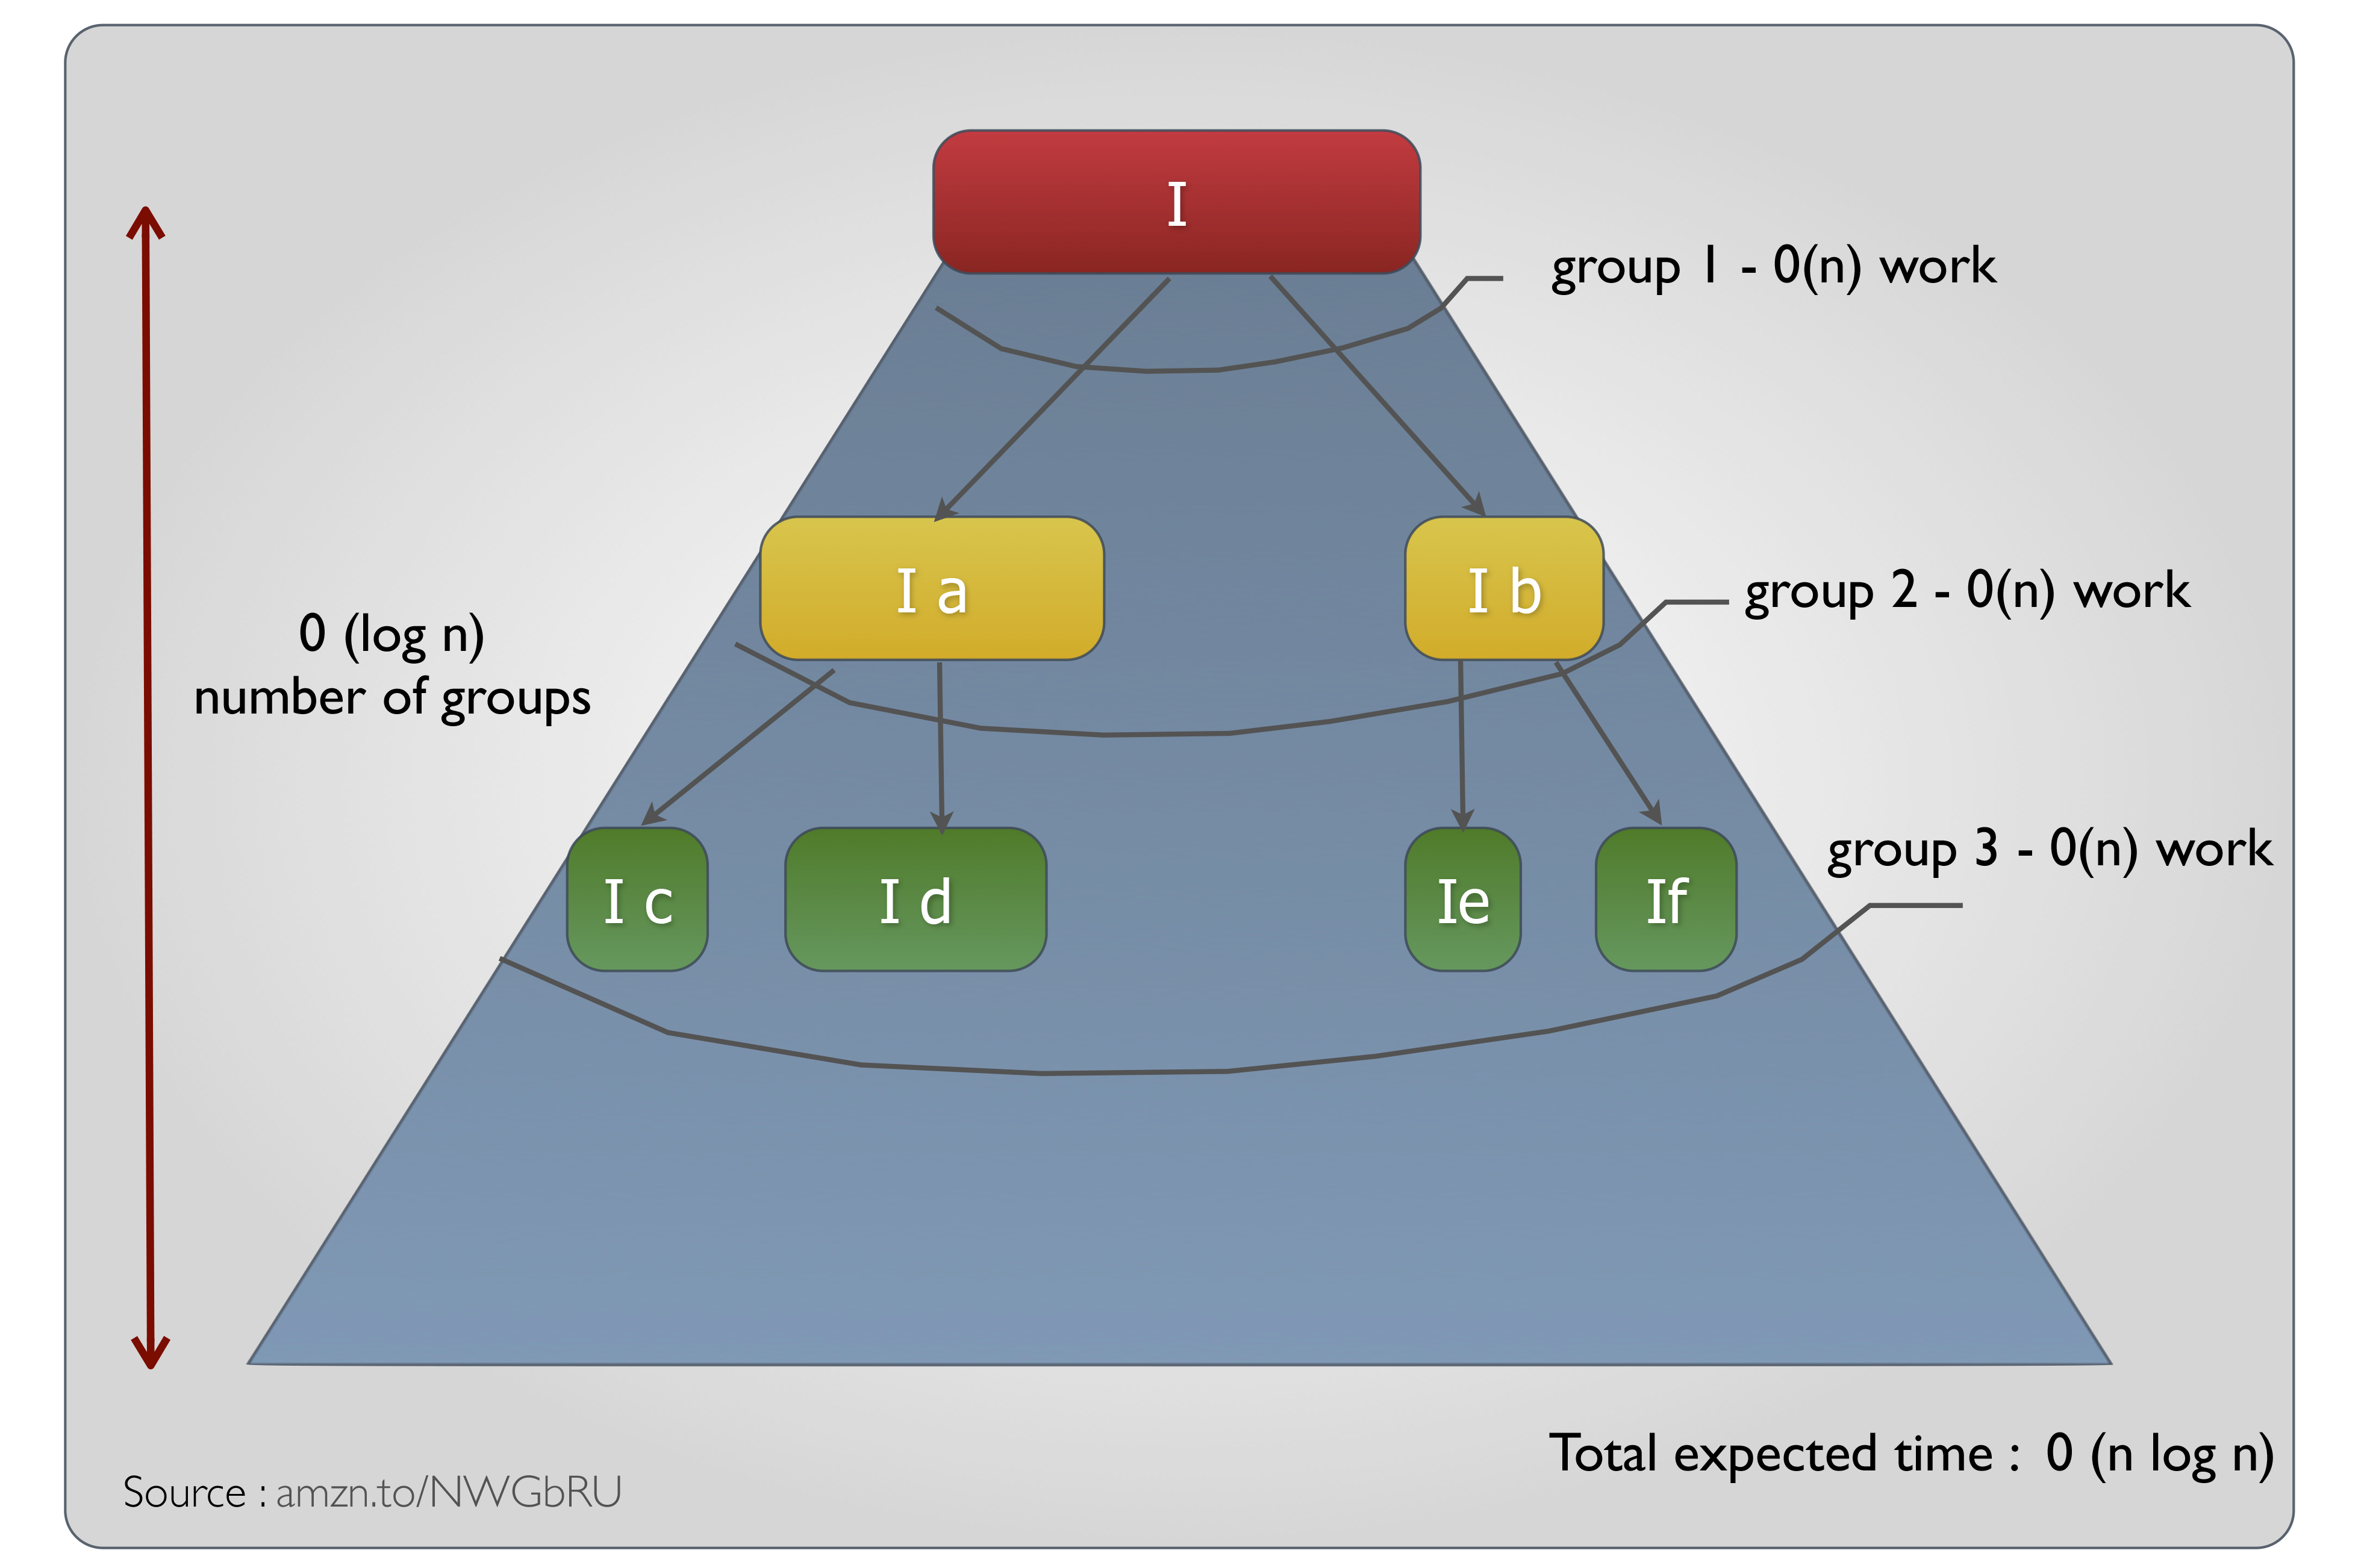 I
group 1 - 0(n) work
I a
I b
group 2 - 0(n) work
0 (log n)
number of groups
group 3 - 0(n) work
I c
I d
Ie
If
Total expected time : 0 (n log n)
Source : amzn.to/NWGbRU